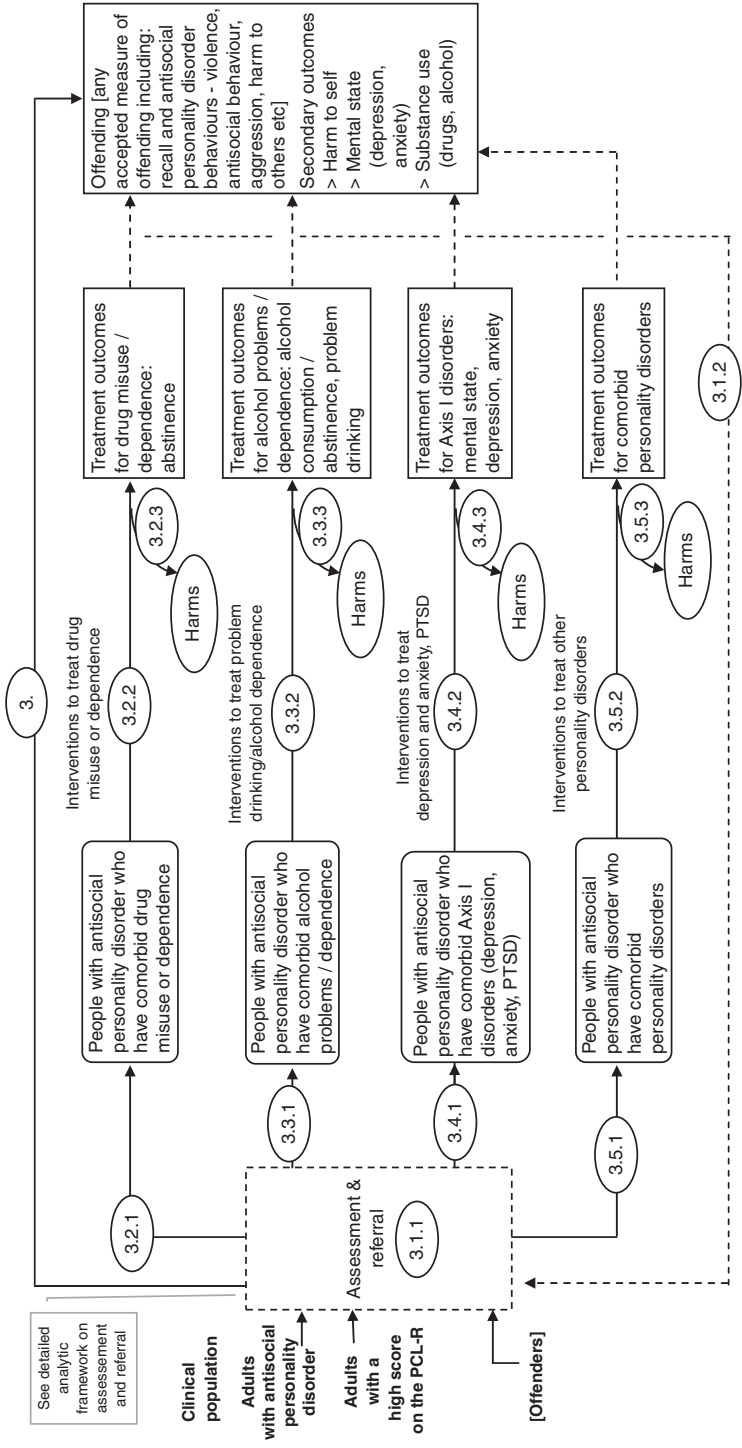 3.
See detailed
analytic
framework on
assessement
and referral
Clinical
population
Adults
with antisocial
personality
disorder
Adults
with a
high score
on the PCL-R
[Offenders]
Assessment &
referral
3.1.1
3.2.1
People with antisocial
personality disorder who
have comorbid drug
misuse or dependence
Interventions to treat drug
misuse or dependence
3.2.2
3.2.3
Harms
Treatment outcomes
for drug misuse /
dependence:
abstinence
3.3.1
People with antisocial
personality disorder who
have comorbid alcohol
problems / dependence
Interventions to treat problem
drinking/alcohol dependence
3.3.2
3.3.3
Harms
Treatment outcomes
for alcohol problems /
dependence: alcohol
consumption /
abstinence, problem
drinking
3.4.1
People with antisocial
personality disorder who
have comorbid Axis I
disorders (depression,
anxiety, PTSD)
Interventions to treat
depression and anxiety, PTSD
3.4.2
3.4.3
Harms
Treatment outcomes
for Axis I disorders:
mental state,
depression, anxiety
3.5.1
People with antisocial
personality disorder who
have comorbid
personality disorders
Interventions to treat other
personality disorders
3.5.2
3.5.3
Harms
Treatment outcomes
for comorbid
personality disorders
Offending [any
accepted measure of
offending including:
recall and antisocial
personality disorder
behaviours - violence,
antisocial behaviour,
aggression, harm to
others etc]
Secondary outcomes
> Harm to self
> Mental state
(depression,
anxiety)
> Substance use
(drugs, alcohol)
3.1.2